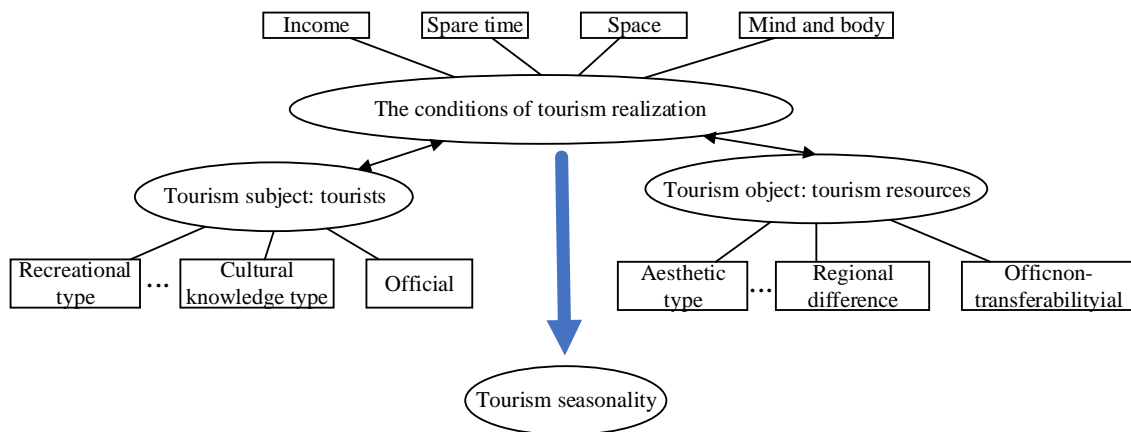 Income
Spare time
Space
Mind and body
The conditions of tourism realization
Tourism subject: tourists
Tourism object: tourism resources
Recreational
type
...
Cultural
knowledge type
Official
Aesthetic
type
...
Regional
difference
Officnon-
transferabilityial
Tourism seasonality